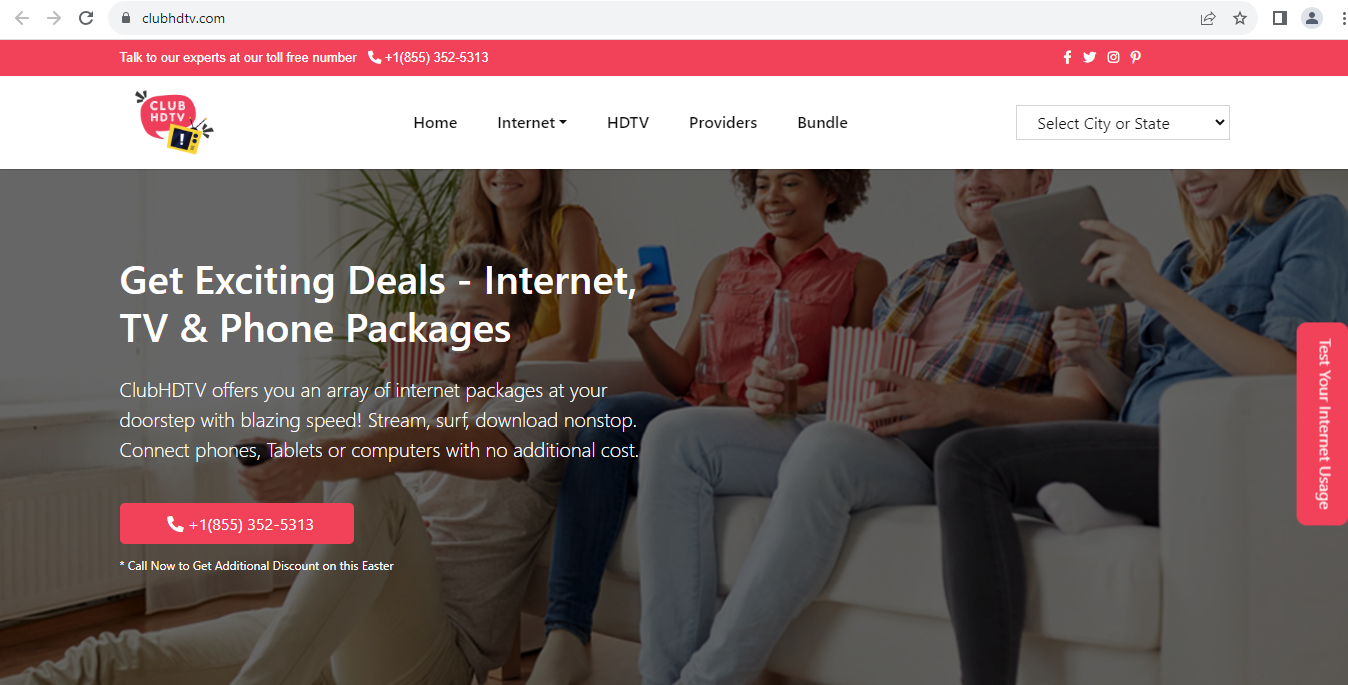 clubhdtv.com
Talk to our experts at our toll free number +1(855) 352-5313
CLUB
HDTV
!
Home Internet HDTV Providers Bundle
Select City or State
Get Exciting Deals - Internet,
TV & Phone Packages
ClubHDTV offers you an array of internet packages at your
doorstep with blazing speed! Stream, surf, download nonstop.
Connect phones, Tablets or computers with no additional cost.
+1(855) 352-5313
* Call Now to Get Additional Discount on this Easter
Test Your Internet Usage